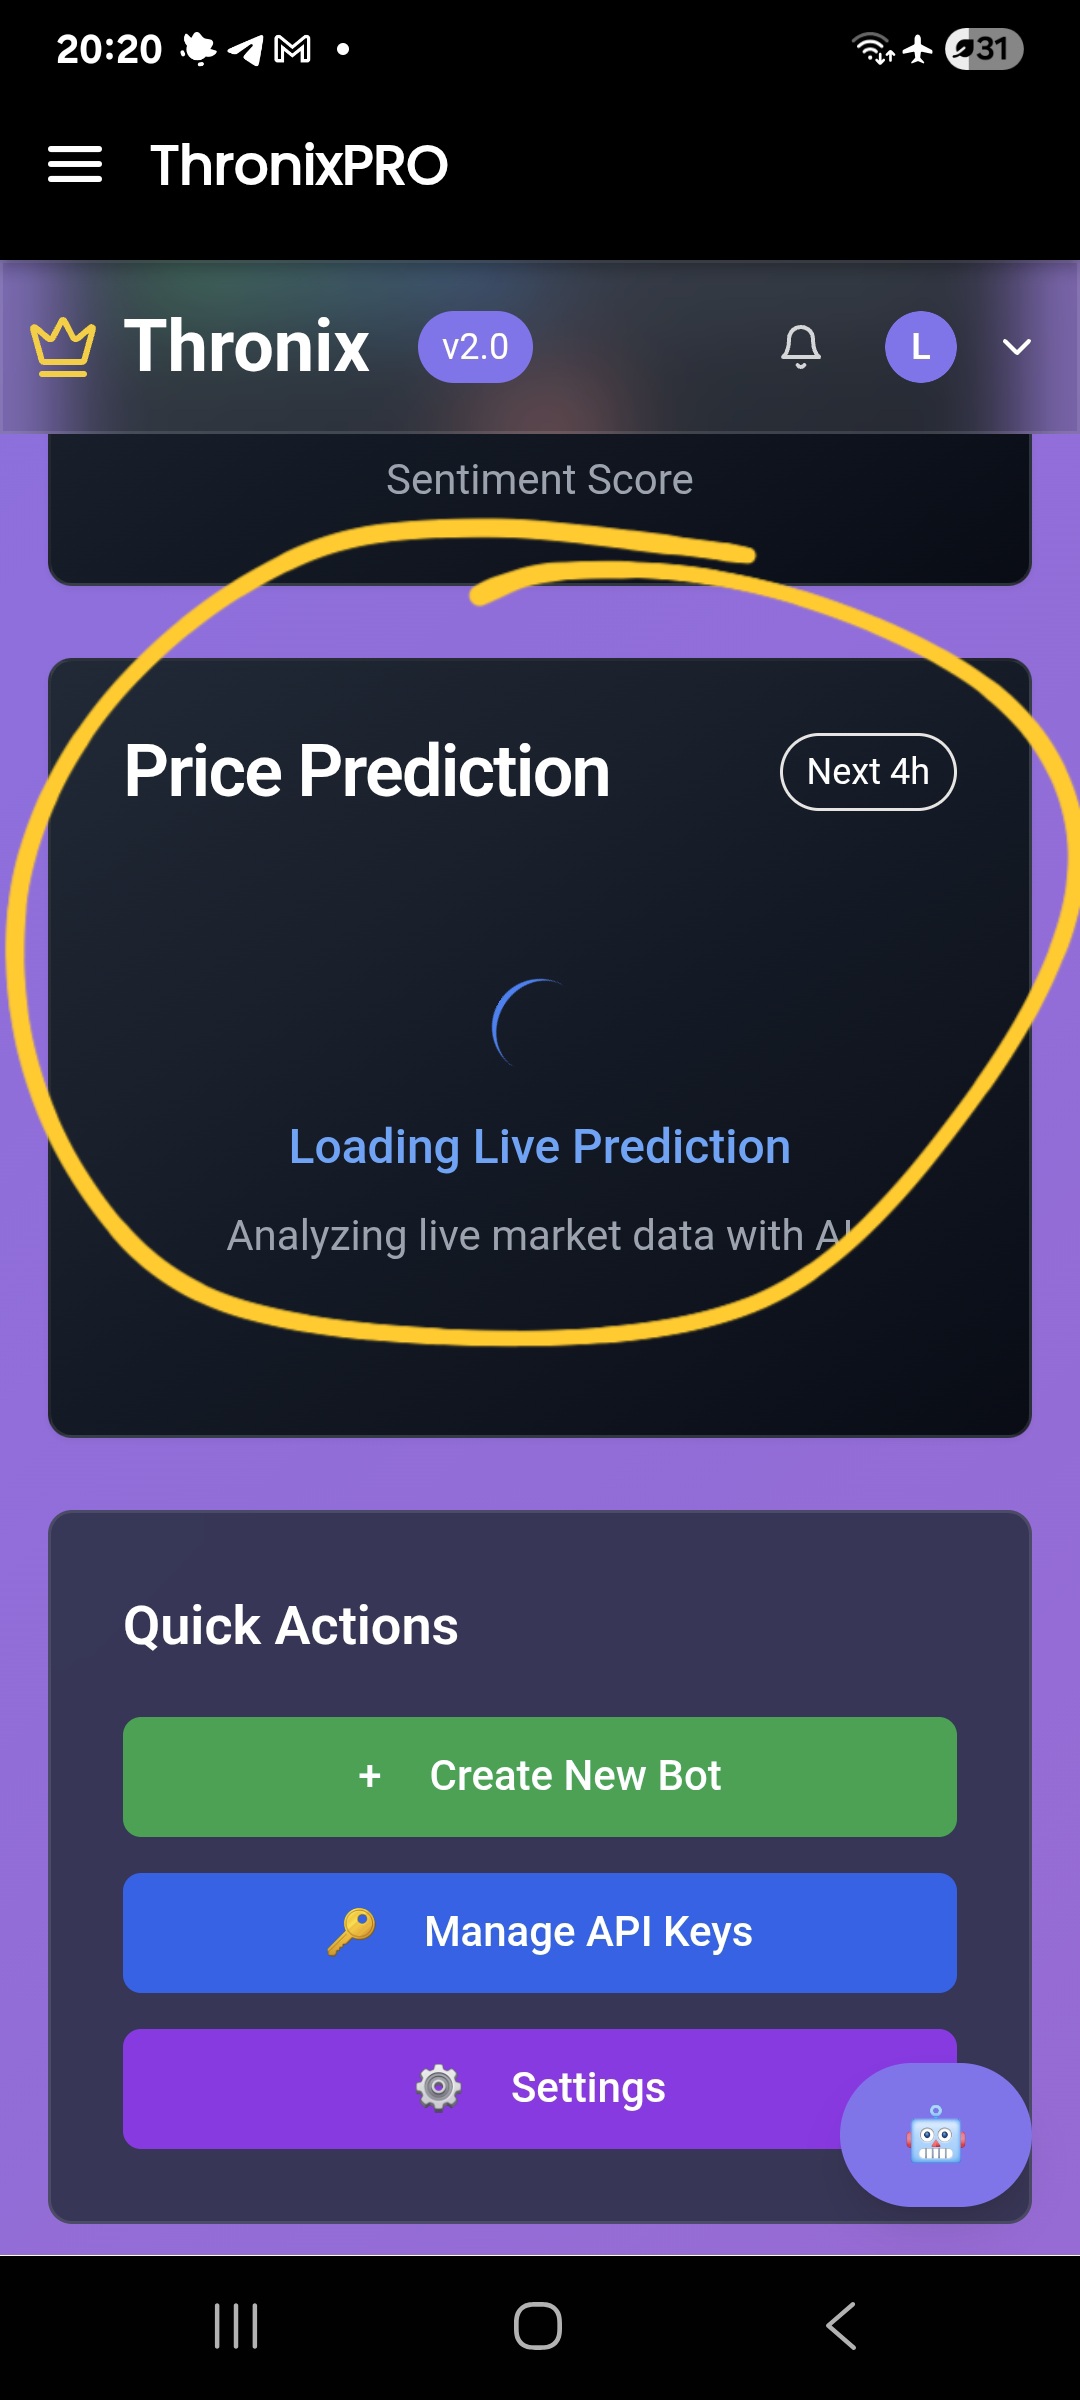 20:20
31
ThronixPRO
Thronix
v2.0
L
Sentiment Score
Price Prediction
Next 4h
Loading Live Prediction
Analyzing live market data with AI
Quick Actions
+ Create New Bot
Manage API Keys
Settings